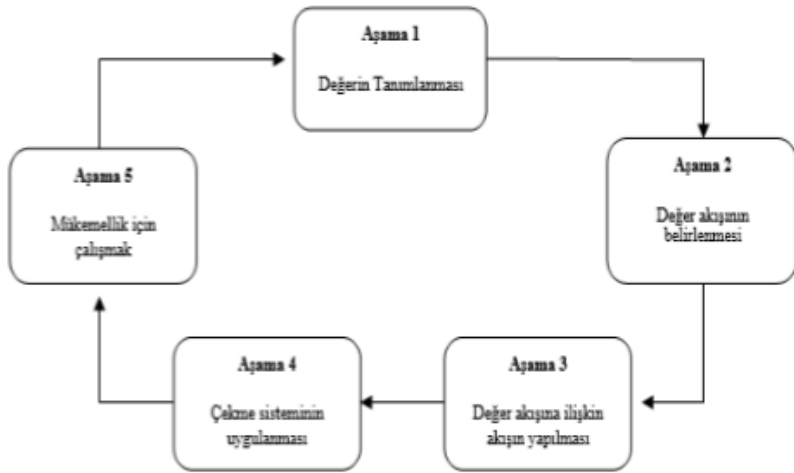 Aşama 1
Değerin Tanımlanması
Aşama 2
Değer akışının
belirlenmesi
Aşama 3
Değer akışına ilişkin
akışın yapılması
Aşama 4
Çekme sisteminin
uygulanması
Aşama 5
Mükemellik için
çalışmak